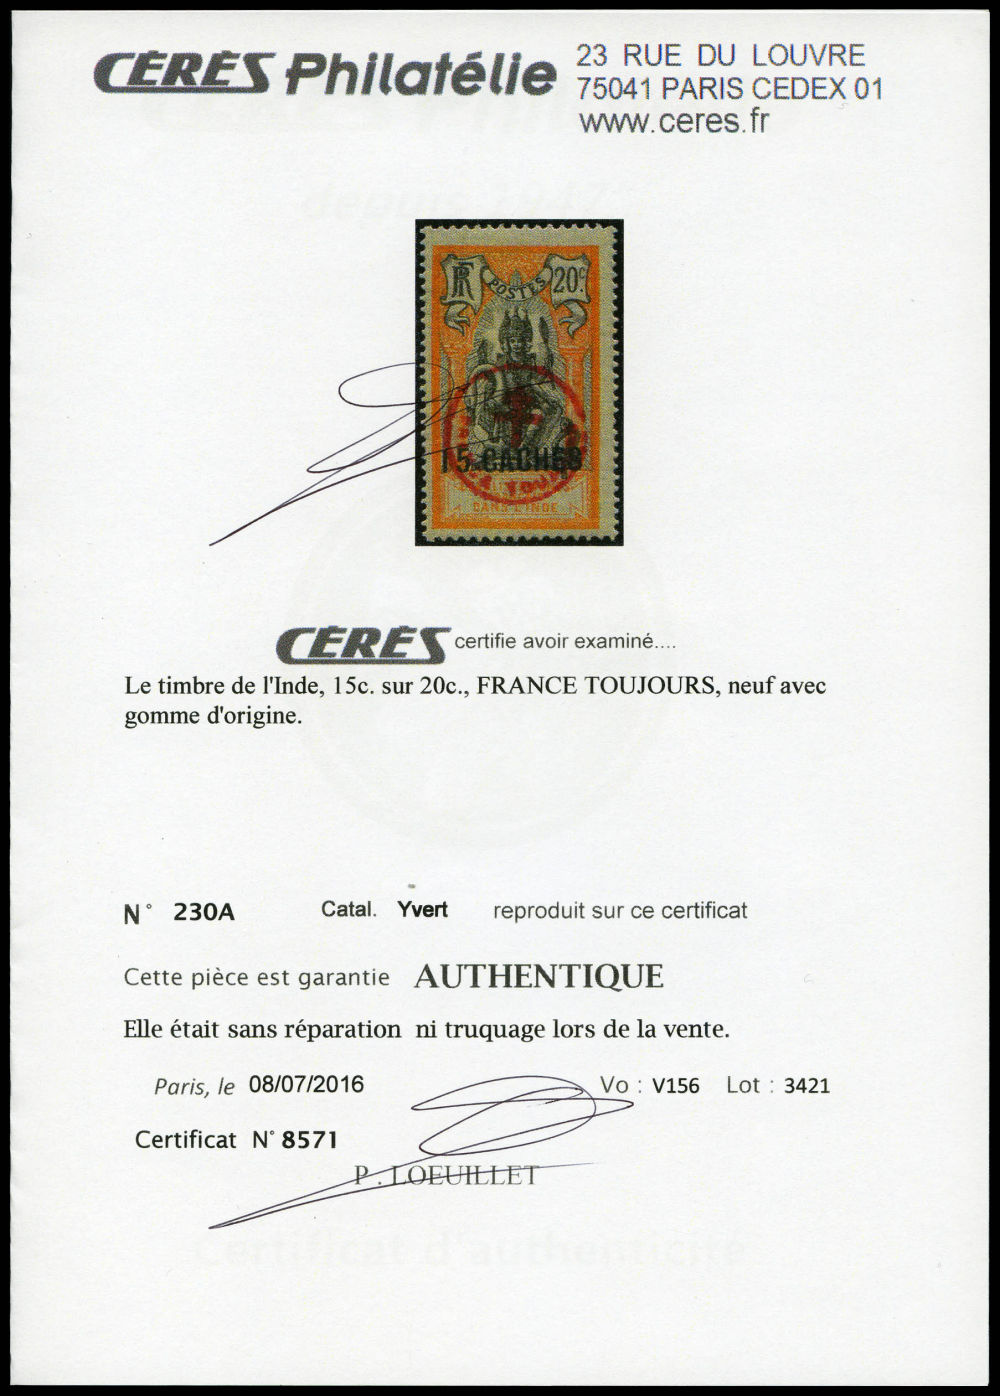 CÉRÈS Philatélie
23 RUE DU LOUVRE
75041 PARIS CEDEX 01
www.ceres.fr
depuis
RF
POSTES
20c.
15 CACHES
DANS L'INDE
CÉRÈS certifie avoir examiné....
Le timbre de l'Inde, 15c. sur 20c., FRANCE TOUJOURS, neuf avec
gomme d'origine.
N° 230A Catal. Yvert reproduit sur ce certificat
Cette pièce est garantie AUTHENTIQUE
Elle était sans réparation ni truquage lors de la vente.
Paris, le 08/07/2016 Vo : V156 Lot : 3421
Certificat N° 8571
P . LOEUILLET
Certificat d'authenticité